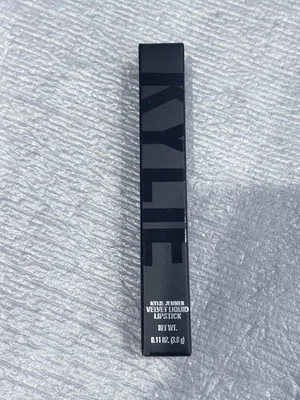 KYLIE
KYLIE JENNER
VELVET LIQUID
LIPSTICK
NET WT.
0.11 OZ. (3.0 g)